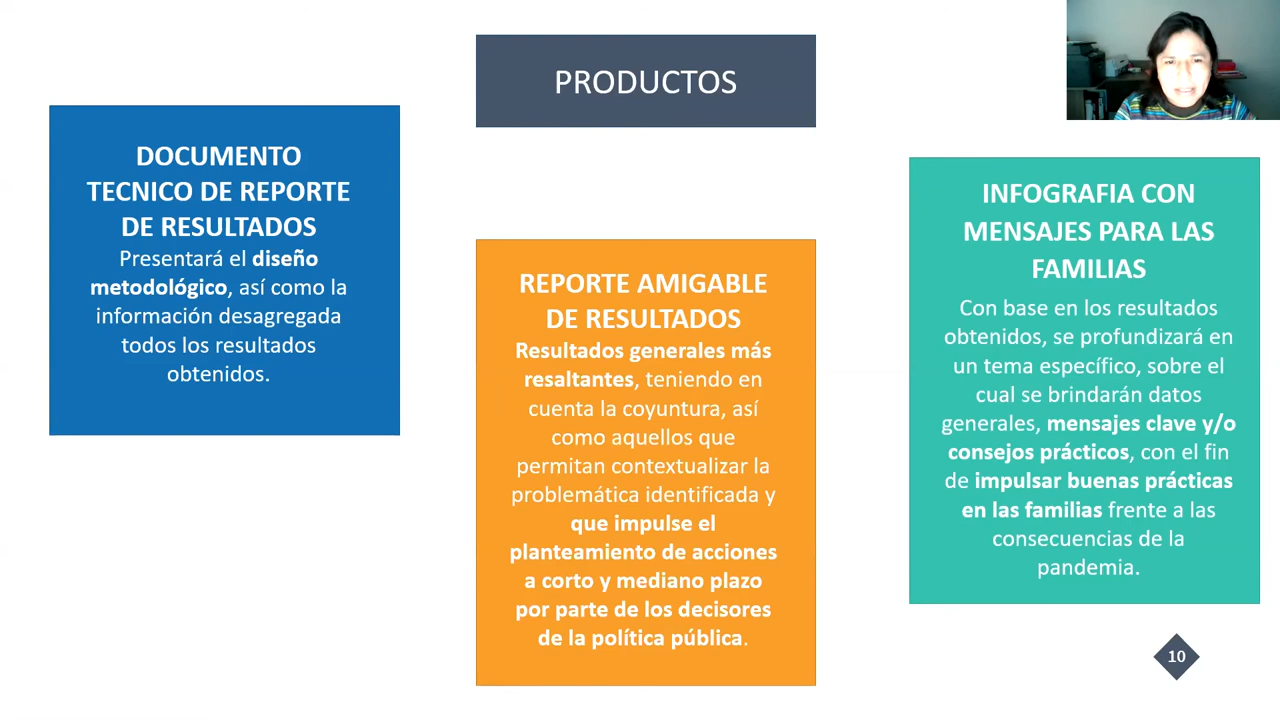 PRODUCTOS
DOCUMENTO
TECNICO DE REPORTE
DE RESULTADOS
Presentará el diseño
metodológico, así como la
información desagregada
todos los resultados
obtenidos.
REPORTE AMIGABLE
DE RESULTADOS
Resultados generales más
resaltantes, teniendo en
cuenta la coyuntura, así
como aquellos que
permitan contextualizar la
problemática identificada y
que impulse el
planteamiento de acciones
a corto y mediano plazo
por parte de los decisores
de la política pública.
INFOGRAFIA CON
MENSAJES PARA LAS
FAMILIAS
Con base en los resultados
obtenidos, se profundizará en
un tema específico, sobre el
cual se brindarán datos
generales, mensajes clave y/o
consejos prácticos, con el fin
de impulsar buenas prácticas
en las familias frente a las
consecuencias de la
pandemia.
10